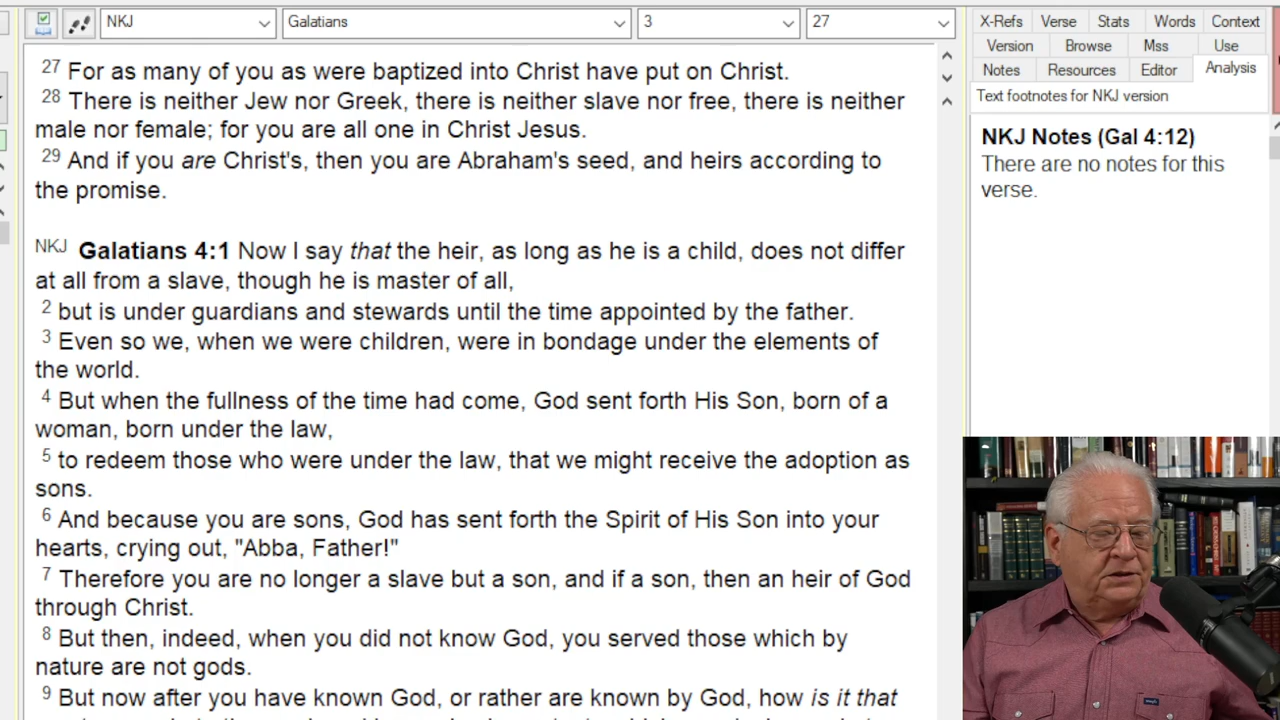 NKJ Galatians 3 27
X-Refs Verse Stats Words Context
Version Browse Mss Use
Notes Resources Editor Analysis
Text footnotes for NKJ version
NKJ Notes (Gal 4:12)
There are no notes for this
verse.
27 For as many of you as were baptized into Christ have put on Christ.
28 There is neither Jew nor Greek, there is neither slave nor free, there is neither
male nor female; for you are all one in Christ Jesus.
29 And if you are Christ's, then you are Abraham's seed, and heirs according to
the promise.
NKJ Galatians 4:1 Now I say that the heir, as long as he is a child, does not differ
at all from a slave, though he is master of all,
2 but is under guardians and stewards until the time appointed by the father.
3 Even so we, when we were children, were in bondage under the elements of
the world.
4 But when the fullness of the time had come, God sent forth His Son, born of a
woman, born under the law,
5 to redeem those who were under the law, that we might receive the adoption as
sons.
6 And because you are sons, God has sent forth the Spirit of His Son into your
hearts, crying out, "Abba, Father!"
7 Therefore you are no longer a slave but a son, and if a son, then an heir of God
through Christ.
8 But then, indeed, when you did not know God, you served those which by
nature are not gods.
9 But now after you have known God, or rather are known by God, how is it that